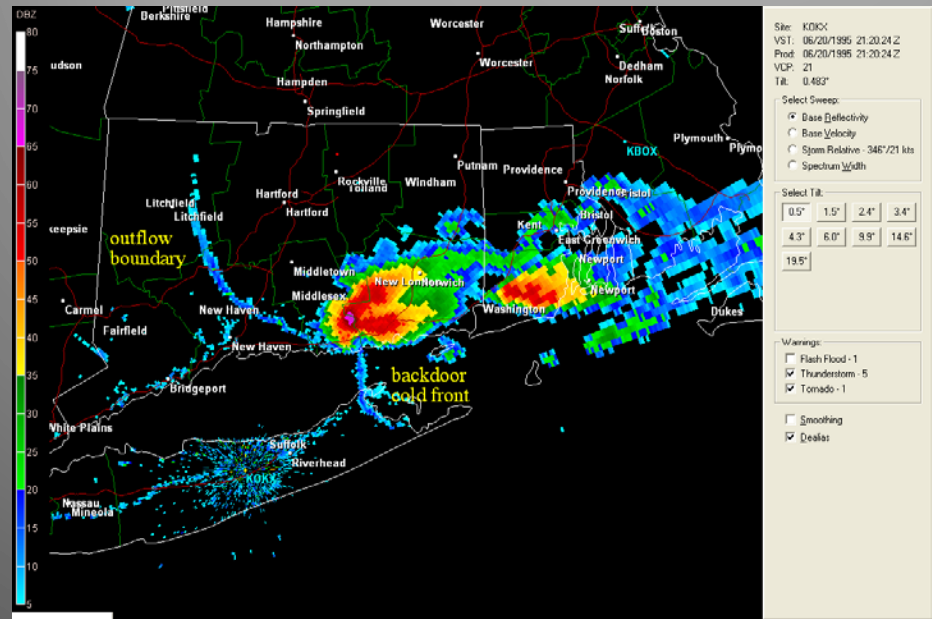 DBZ
80
75
70
65
60
55
50
45
40
35
30
25
20
15
10
5
Pittsfield
Berkshire
Hampshire
Northampton
Worcester
Worcester
Boston
Dedham
Norfolk
Hampden
Springfield
Plymouth
KBOX
Putnam
Rockville
Tolland
Windham
Providence
Providence
Bristol
Hartford
Hartford
Litchfield
Litchfield
outflow
boundary
Kent
East Greenwich
Bristol
Newport
Newport
Middletown
Middlesex
New London
Norwich
Washington
Dukes
Carmel
Fairfield
New Haven
New Haven
Bridgeport
backdoor
cold front
White Plains
Suffolk
Riverhead
KOKX
Nassau
Mineola
Site: KOKX
VST: 06/20/1995 21:20:24 Z
Prod: 06/20/1995 21:20:24 Z
VCP: 21
Tilt: 0.483°
Select Sweep:
Base Reflectivity
Base Velocity
Storm Relative - 346°/21 kts
Spectrum Width
Select Tilt:
0.5° 1.5° 2.4° 3.4°
4.3° 6.0° 9.9° 14.6°
19.5°
Warnings:
Flash Flood - 1
Thunderstorm - 5
Tornado - 1
Smoothing
Dealias